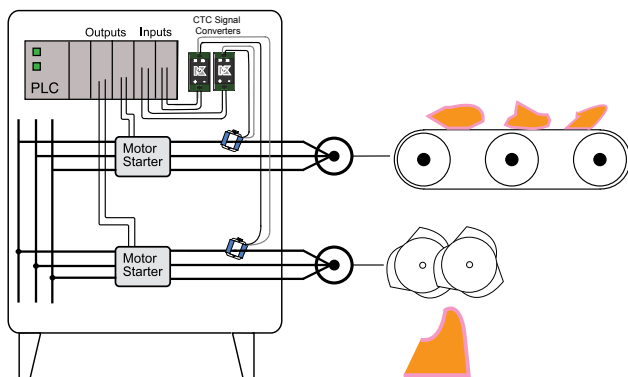 CTC Signal
Converters
Outputs Inputs
PLC
Motor
Starter
Motor
Starter